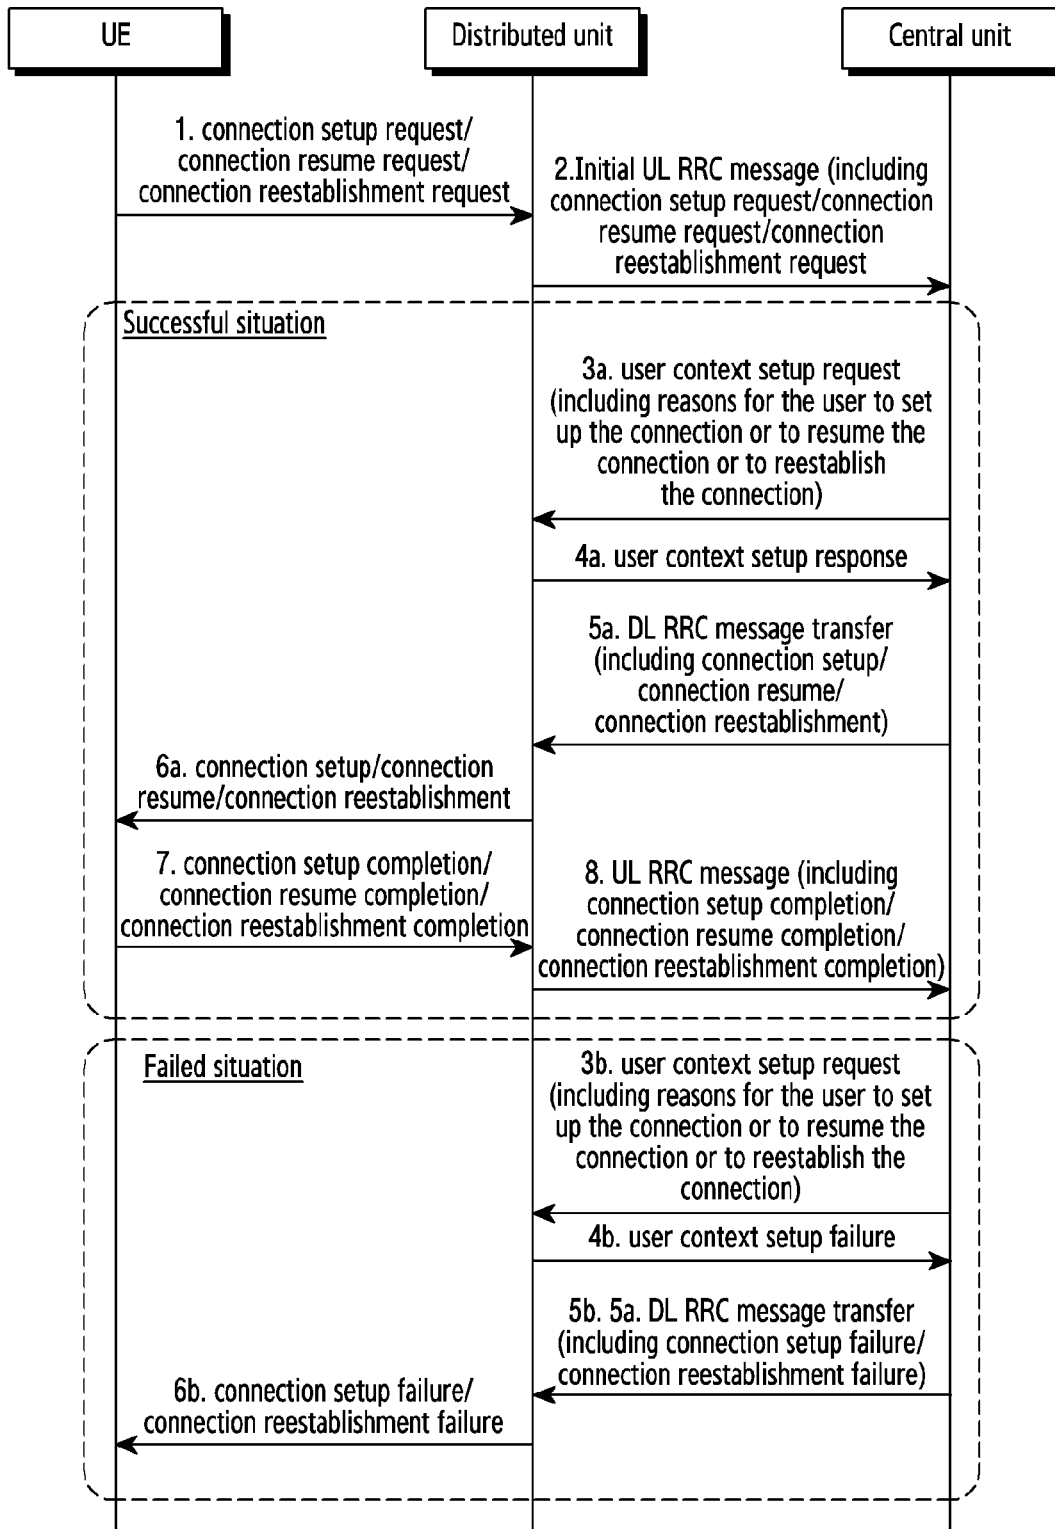 UE
Distributed unit
Central unit
1. connection setup request/
connection resume request/
connection reestablishment request
2.Initial UL RRC message (including
connection setup request/connection
resume request/connection
reestablishment request
Successful situation
3a. user context setup request
(including reasons for the user to set
up the connection or to resume the
connection or to reestablish
the connection)
4a. user context setup response
5a. DL RRC message transfer
(including connection setup/
connection resume/
connection reestablishment)
6a. connection setup/connection
resume/connection reestablishment
7. connection setup completion/
connection resume completion/
connection reestablishment completion
8. UL RRC message (including
connection setup completion/
connection resume completion/
connection reestablishment completion)
Failed situation
3b. user context setup request
(including reasons for the user to set
up the connection or to resume the
connection or to reestablish the
connection)
4b. user context setup failure
5b. 5a. DL RRC message transfer
(including connection setup failure/
connection reestablishment failure)
6b. connection setup failure/
connection reestablishment failure